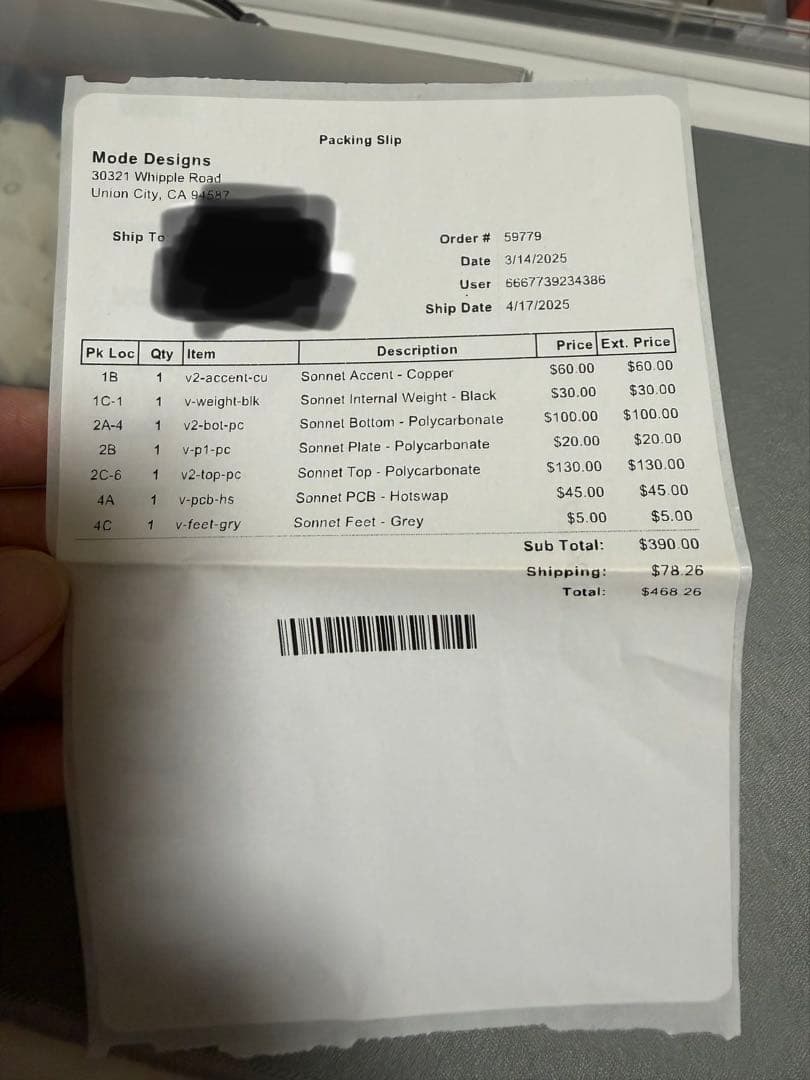 Packing Slip
Mode Designs
30321 Whipple Road
Union City, CA 94587
Ship To
Order # 59779
Date 3/14/2025
User 6667739234386
Ship Date 4/17/2025
Pk Loc Qty Item Description Price Ext. Price
1B 1 v2-accent-cu Sonnet Accent - Copper $60.00 $60.00
1C-1 1 v-weight-blk Sonnet Internal Weight - Black $30.00 $30.00
2A-4 1 v2-bot-pc Sonnet Bottom - Polycarbonate $100.00 $100.00
2B 1 v-p1-pc Sonnet Plate - Polycarbonate $20.00 $20.00
2C-6 1 v2-top-pc Sonnet Top - Polycarbonate $130.00 $130.00
4A 1 v-pcb-hs Sonnet PCB - Hotswap $45.00 $45.00
4C 1 v-feet-gry Sonnet Feet - Grey $5.00 $5.00
Sub Total: $390.00
Shipping: $78.26
Total: $468.26